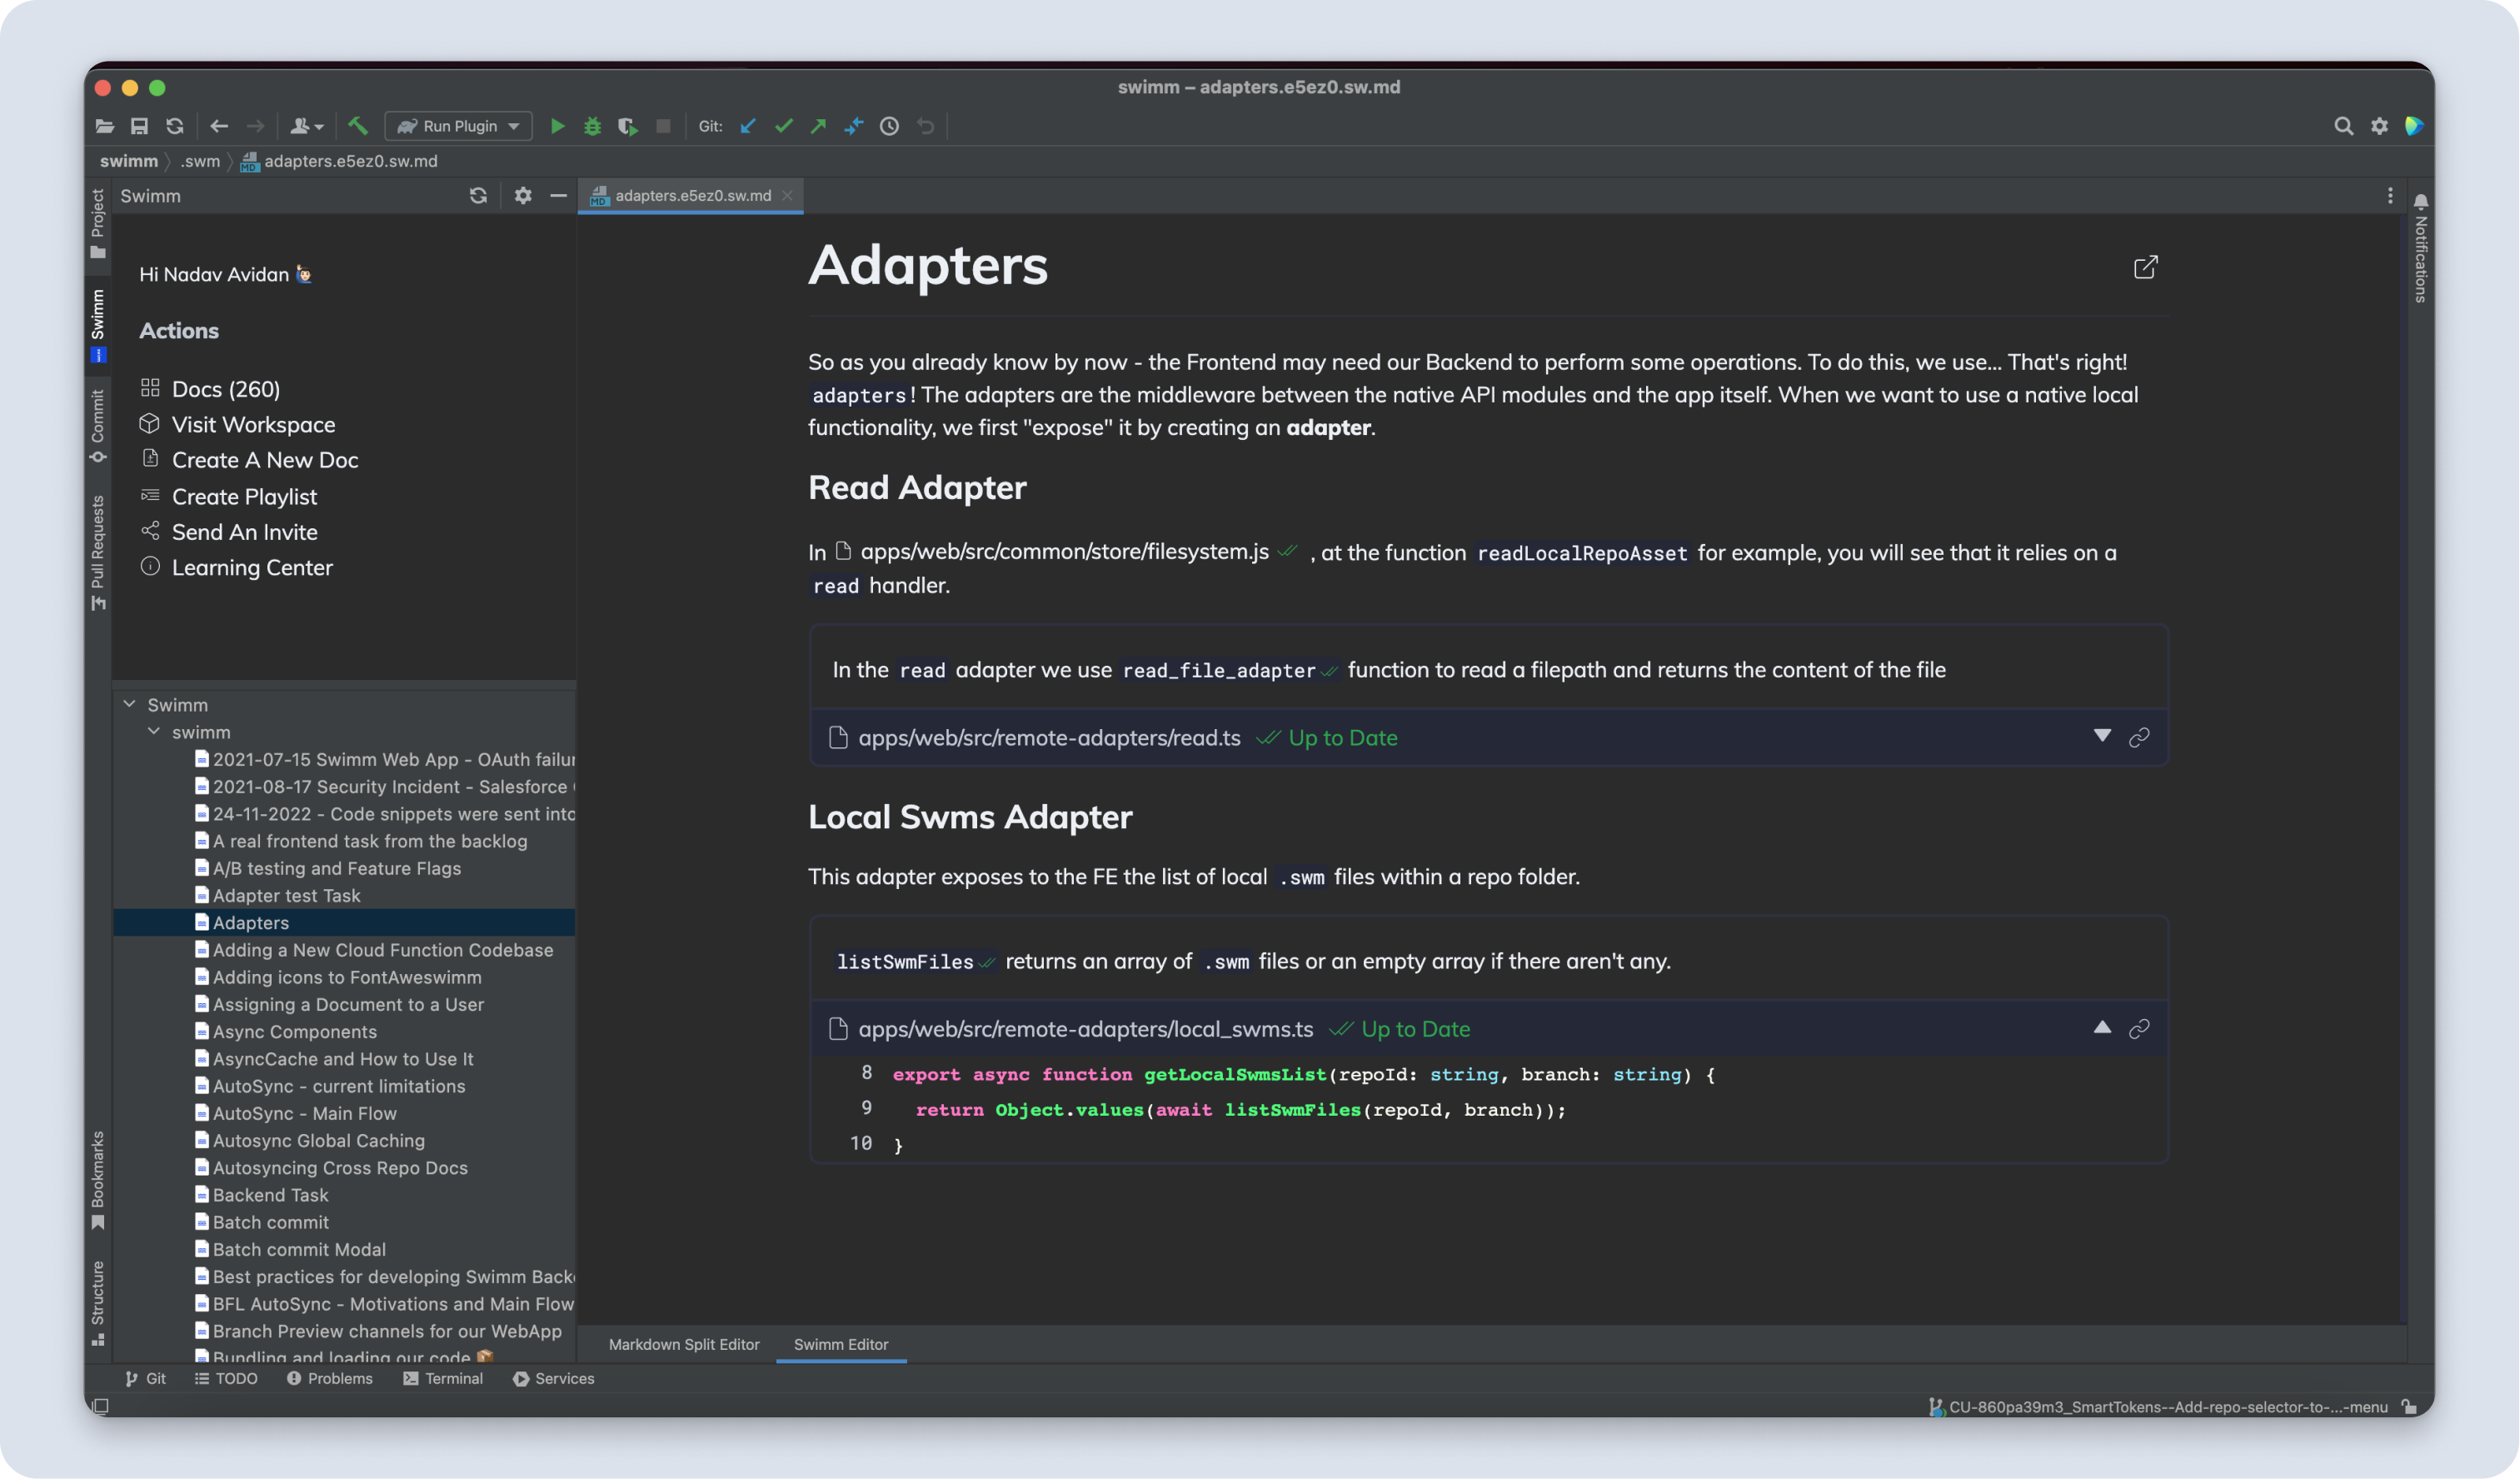 swimm – adapters.e5ez0.sw.md
Run Plugin
Git:
swimm
.swm
MD
adapters.e5ez0.sw.md
Project
Swimm
Commit
Pull Requests
Bookmarks
Structure
Swimm
Hi Nadav Avidan 🙋🏻‍♂️
Actions
Docs (260)
Visit Workspace
Create A New Doc
Create Playlist
Send An Invite
Learning Center
Swimm
swimm
2021-07-15 Swimm Web App - OAuth failur
2021-08-17 Security Incident - Salesforce
24-11-2022 - Code snippets were sent into
A real frontend task from the backlog
A/B testing and Feature Flags
Adapter test Task
Adapters
Adding a New Cloud Function Codebase
Adding icons to FontAweswimm
Assigning a Document to a User
Async Components
AsyncCache and How to Use It
AutoSync - current limitations
AutoSync - Main Flow
Autosync Global Caching
Autosyncing Cross Repo Docs
Backend Task
Batch commit
Batch commit Modal
Best practices for developing Swimm Back
BFL AutoSync - Motivations and Main Flow
Branch Preview channels for our WebApp
Bundling and loading our code 📦
MD
adapters.e5ez0.sw.md
Adapters
So as you already know by now - the Frontend may need our Backend to perform some operations. To do this, we use... That's right!
adapters! The adapters are the middleware between the native API modules and the app itself. When we want to use a native local
functionality, we first "expose" it by creating an adapter.
Read Adapter
In apps/web/src/common/store/filesystem.js , at the function readLocalRepoAsset for example, you will see that it relies on a
read handler.
In the read adapter we use read_file_adapter function to read a filepath and returns the content of the file
apps/web/src/remote-adapters/read.ts Up to Date
Local Swms Adapter
This adapter exposes to the FE the list of local .swm files within a repo folder.
listSwmFiles returns an array of .swm files or an empty array if there aren't any.
apps/web/src/remote-adapters/local_swms.ts Up to Date
8 export async function getLocalSwmsList(repoId: string, branch: string) {
9 return Object.values(await listSwmFiles(repoId, branch));
10 }
Markdown Split Editor
Swimm Editor
Notifications
Git
TODO
Problems
Terminal
Services
CU-860pa39m3_SmartTokens--Add-repo-selector-to-...-menu